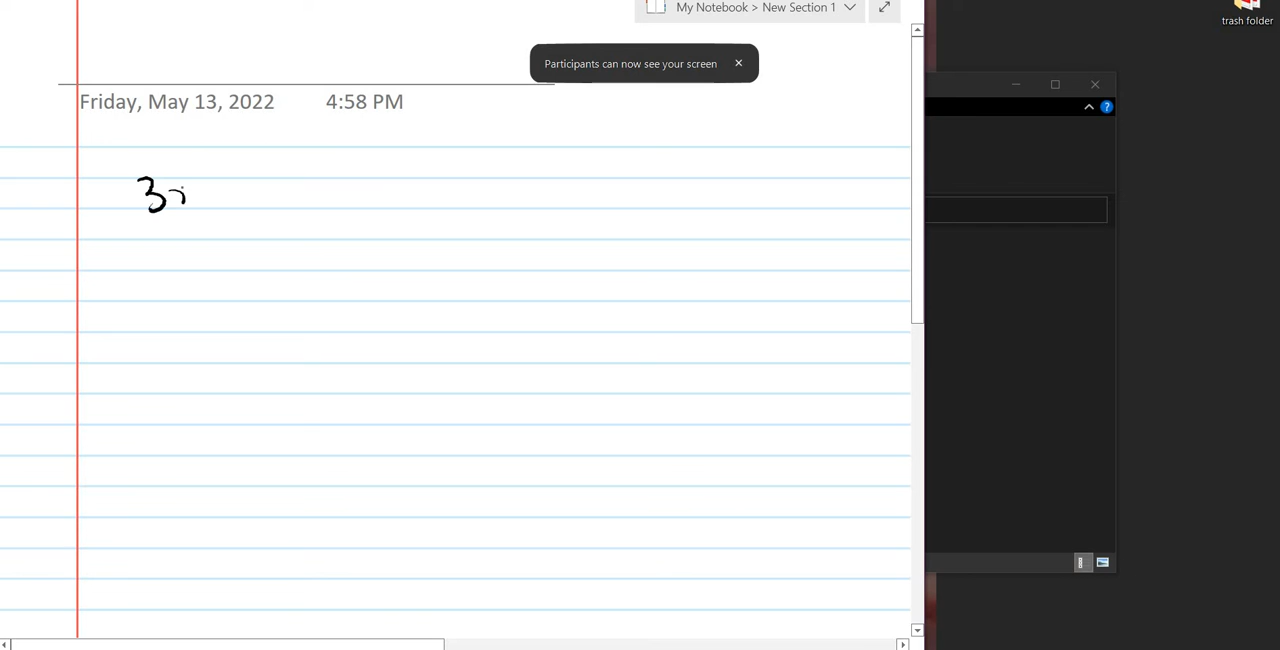 My Notebook > New Section 1
trash folder
Participants can now see your screen
Friday, May 13, 2022 4:58 PM
3